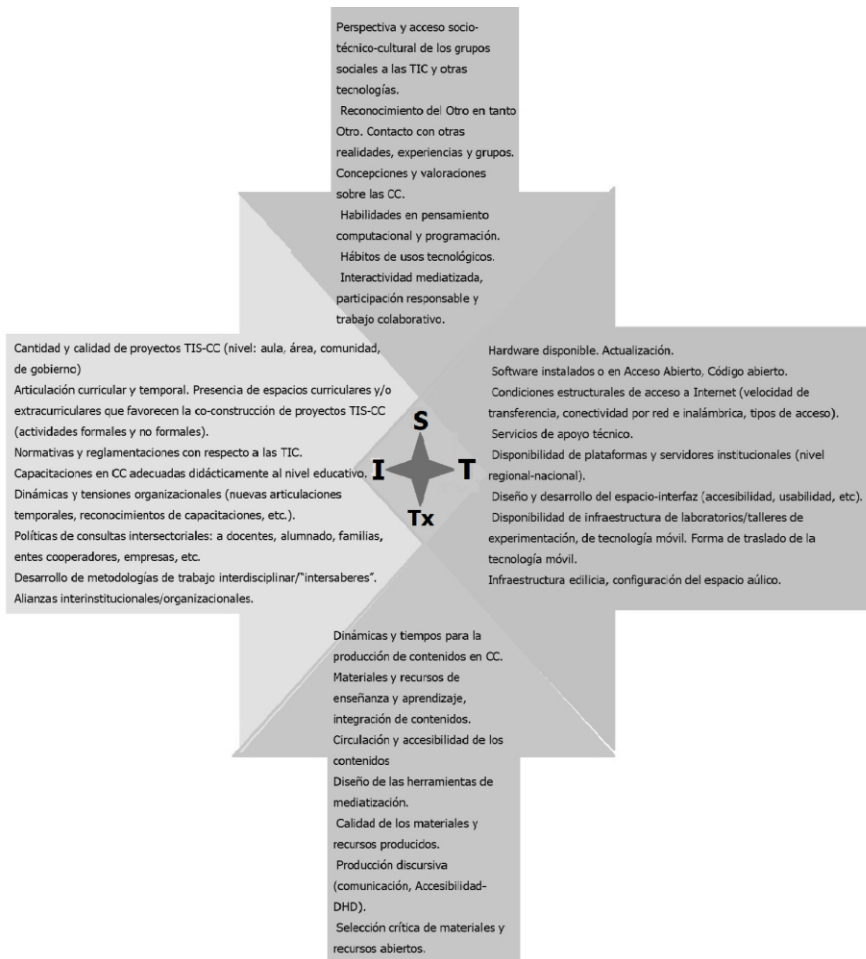 Perspectiva y acceso socio-
técnico-cultural de los grupos
sociales a las TIC y otras
tecnologías.
Reconocimiento del Otro en tanto
Otro. Contacto con otras
realidades, experiencias y grupos.
Concepciones y valoraciones
sobre las CC.
Habilidades en pensamiento
computacional y programación.
Hábitos de usos tecnológicos.
Interactividad mediatizada,
participación responsable y
trabajo colaborativo.
Cantidad y calidad de proyectos TIS-CC (nivel: aula, área, comunidad,
de gobierno)
Articulación curricular y temporal. Presencia de espacios curriculares y/o
extracurriculares que favorecen la co-construcción de proyectos TIS-CC
(actividades formales y no formales).
Normativas y reglamentaciones con respecto a las TIC.
Capacitaciones en CC adecuadas didácticamente al nivel educativo.
Dinámicas y tensiones organizacionales (nuevas articulaciones
temporales, reconocimientos de capacitaciones, etc.).
Políticas de consultas intersectoriales: a docentes, alumnado, familias,
entes cooperadores, empresas, etc.
Desarrollo de metodologías de trabajo interdisciplinar/"intersaberes".
Alianzas interinstitucionales/organizacionales.
S
I
T
Tx
Hardware disponible. Actualización.
Software instalados o en Acceso Abierto, Código abierto.
Condiciones estructurales de acceso a Internet (velocidad de
transferencia, conectividad por red e inalámbrica, tipos de acceso).
Servicios de apoyo técnico.
Disponibilidad de plataformas y servidores institucionales (nivel
regional-nacional).
Diseño y desarrollo del espacio-interfaz (accesibilidad, usabilidad, etc).
Disponibilidad de infraestructura de laboratorios/talleres de
experimentación, de tecnología móvil. Forma de traslado de la
tecnología móvil.
Infraestructura edilicia, configuración del espacio aúlico.
Dinámicas y tiempos para la
producción de contenidos en CC.
Materiales y recursos de
enseñanza y aprendizaje,
integración de contenidos.
Circulación y accesibilidad de los
contenidos
Diseño de las herramientas de
mediatización.
Calidad de los materiales y
recursos producidos.
Producción discursiva
(comunicación, Accesibilidad-
DHD).
Selección crítica de materiales y
recursos abiertos.